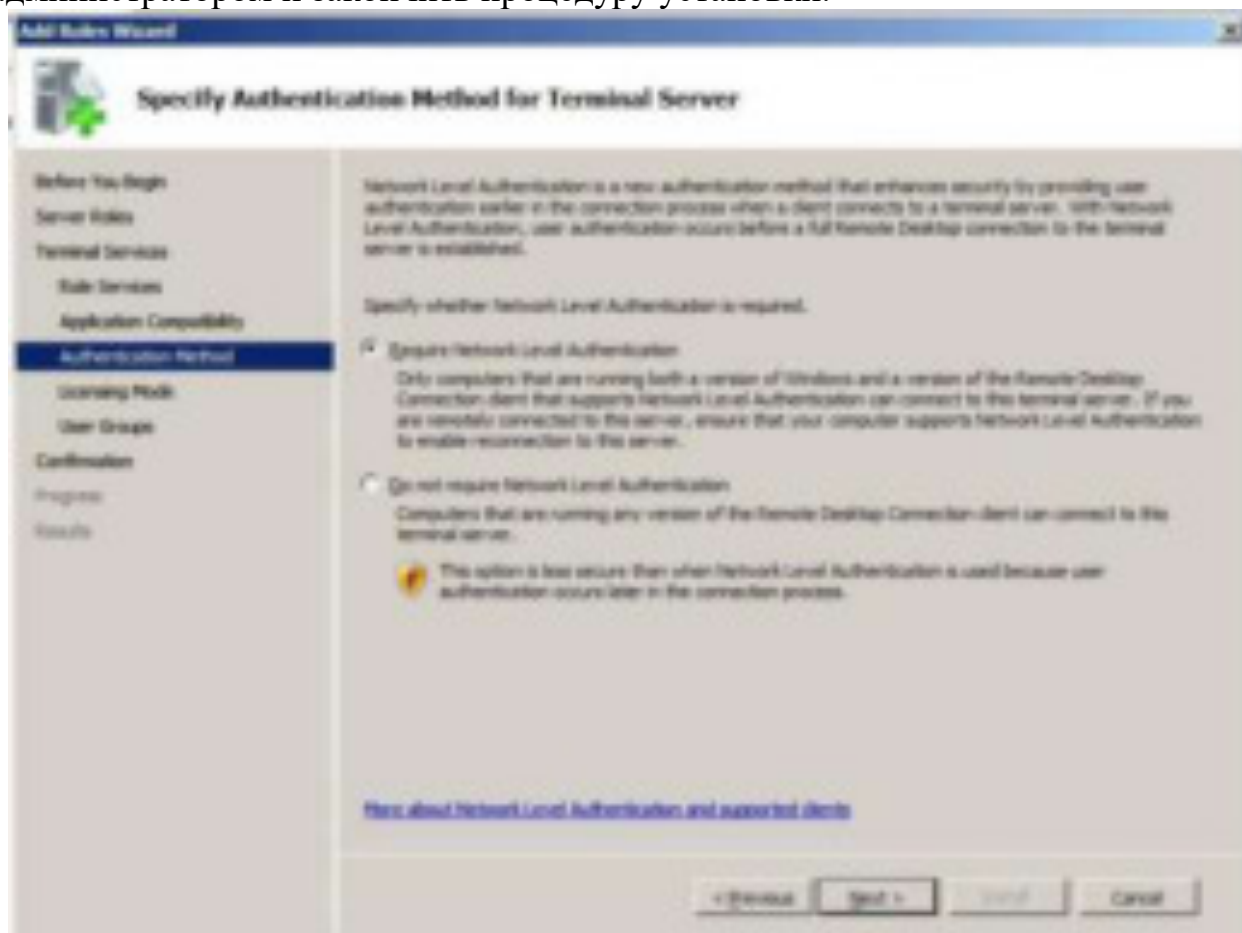 администратором и закончить процедуру установки.
Add Roles Wizard
Specify Authentication Method for Terminal Server
Before You Begin
Server Roles
Terminal Services
Role Services
Application Compatibility
Authentication Method
Licensing Mode
User Groups
Confirmation
Progress
Results
Network Level Authentication is a new authentication method that enhances security by providing user
authentication earlier in the connection process when a client connects to a terminal server. With Network
Level Authentication, user authentication occurs before a full Remote Desktop connection to the terminal
server is established.
Specify whether Network Level Authentication is required.
Require Network Level Authentication
Only computers that are running both a version of Windows and a version of the Remote Desktop
Connection client that supports Network Level Authentication can connect to this terminal server. If you
are remotely connected to this server, ensure that your computer supports Network Level Authentication
to enable reconnection to this server.
Do not require Network Level Authentication
Computers that are running any version of the Remote Desktop Connection client can connect to this
terminal server.
This option is less secure than when Network Level Authentication is used because user
authentication occurs later in the connection process.
More about Network Level Authentication and supported clients
< Previous
Next >
Install
Cancel